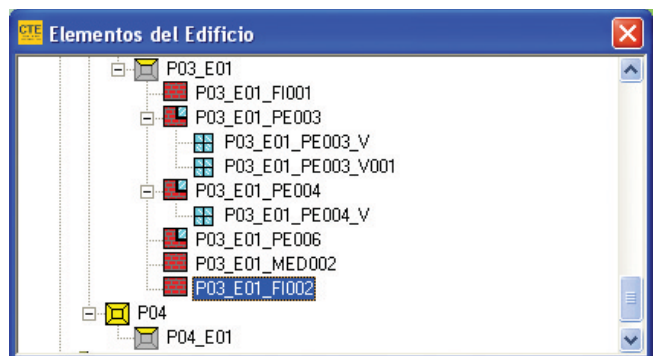 CTE Elementos del Edificio
P03_E01
P03_E01_FI001
P03_E01_PE003
P03_E01_PE003_V
P03_E01_PE003_V001
P03_E01_PE004
P03_E01_PE004_V
P03_E01_PE006
P03_E01_MED002
P03_E01_FI002
P04
P04_E01